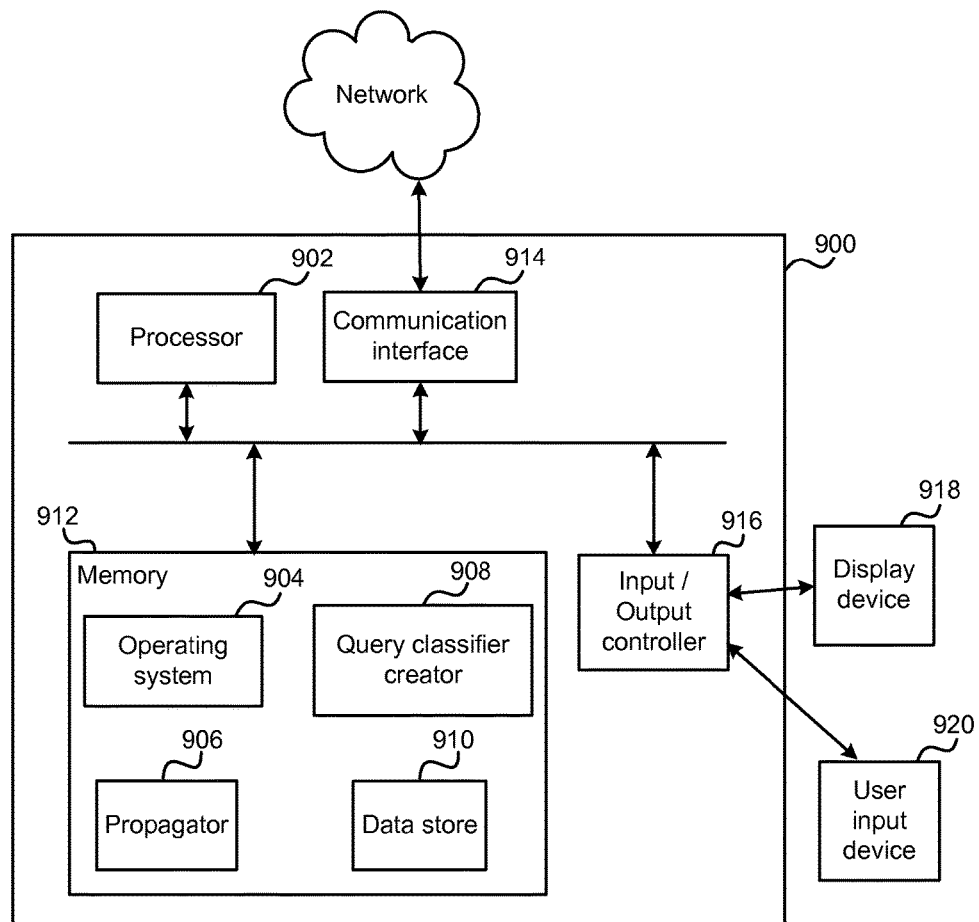 Network
900
902
914
Processor
Communication
interface
912
916
918
Memory
904
908
Operating
system
Query classifier
creator
Input /
Output
controller
Display
device
906
910
920
Propagator
Data store
User
input
device